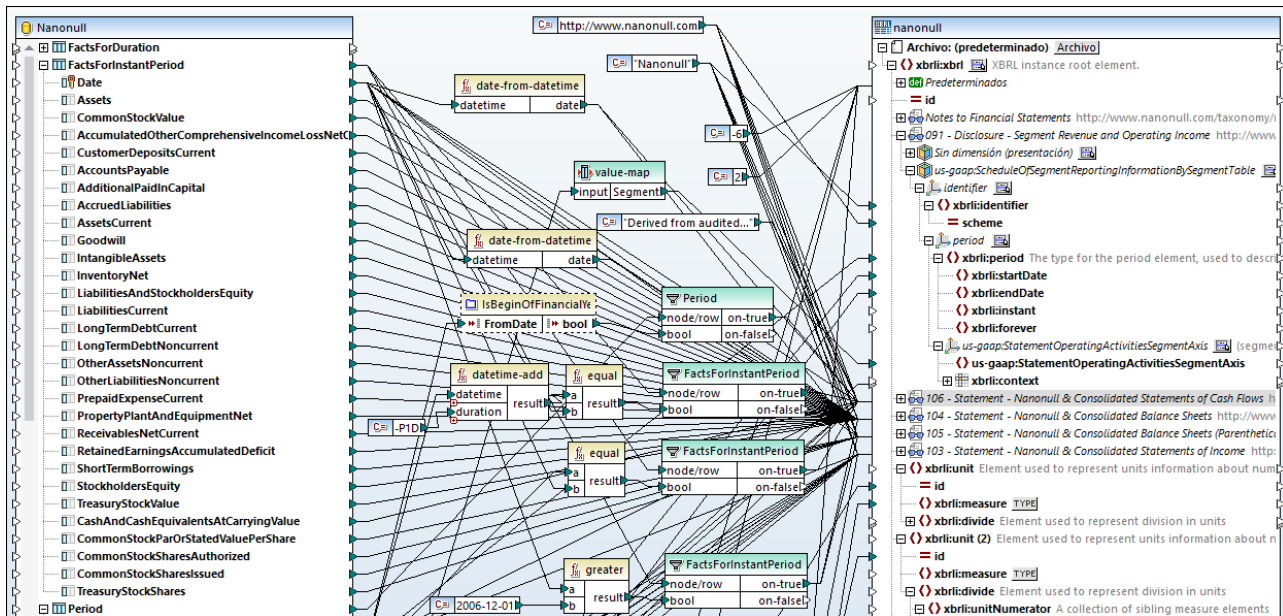 Nanonull
FactsForDuration
FactsForInstantPeriod
Date
Assets
CommonStockValue
AccumulatedOtherComprehensiveIncomeLossNetO
CustomerDepositsCurrent
AccountsPayable
AdditionalPaidInCapital
AccruedLiabilities
AssetsCurrent
Goodwill
IntangibleAssets
InventoryNet
LiabilitiesAndStockholdersEquity
LiabilitiesCurrent
LongTermDebtCurrent
LongTermDebtNoncurrent
OtherAssetsNoncurrent
OtherLiabilitiesNoncurrent
PrepaidExpenseCurrent
PropertyPlantAndEquipmentNet
ReceivablesNetCurrent
RetainedEarningsAccumulatedDeficit
ShortTermBorrowings
StockholdersEquity
TreasuryStockValue
CashAndCashEquivalentsAtCarryingValue
CommonStockParOrStatedValuePerShare
CommonStockSharesAuthorized
CommonStockSharesIssued
TreasuryStockShares
Period
C= http://www.nanonull.com
C= "Nanonull"
date-from-datetime
datetime date
C= -6
value-map
input Segment
C= 2
C= "Derived from audited..."
date-from-datetime
datetime date
IsBeginOfFinancialYe
FromDate bool
Period
node/row on-true
bool on-false
datetime-add
datetime
duration
result
equal
a
b
result
FactsForInstantPeriod
node/row on-true
bool on-false
C= -P1D
equal
a
b
result
FactsForInstantPeriod
node/row on-true
bool on-false
greater
a
b
result
FactsForInstantPeriod
node/row on-true
bool on-false
C= 2006-12-01
nanonull
Archivo: (predeterminado) Archivo
xbrli:xbrl XBRL instance root element.
def Predeterminados
id
Notes to Financial Statements http://www.nanonull.com/taxonomy/
091 - Disclosure - Segment Revenue and Operating Income http://www
Sin dimensión (presentación)
us-gaap:ScheduleOfSegmentReportingInformationBySegmentTable
identifier
xbrli:identifier
scheme
period
xbrli:period The type for the period element, used to descri
xbrli:startDate
xbrli:endDate
xbrli:instant
xbrli:forever
us-gaap:StatementOperatingActivitiesSegmentAxis (segme
us-gaap:StatementOperatingActivitiesSegmentAxis
xbrli:context
106 - Statement - Nanonull & Consolidated Statements of Cash Flows h
104 - Statement - Nanonull & Consolidated Balance Sheets http://www
105 - Statement - Nanonull & Consolidated Balance Sheets (Parenthetic
103 - Statement - Nanonull & Consolidated Statements of Income http:
xbrli:unit Element used to represent units information about num
id
xbrli:measure TYPE
xbrli:divide Element used to represent division in units
xbrli:unit (2) Element used to represent units information about n
id
xbrli:measure TYPE
xbrli:divide Element used to represent division in units
xbrli:unitNumerator A collection of sibling measure elements